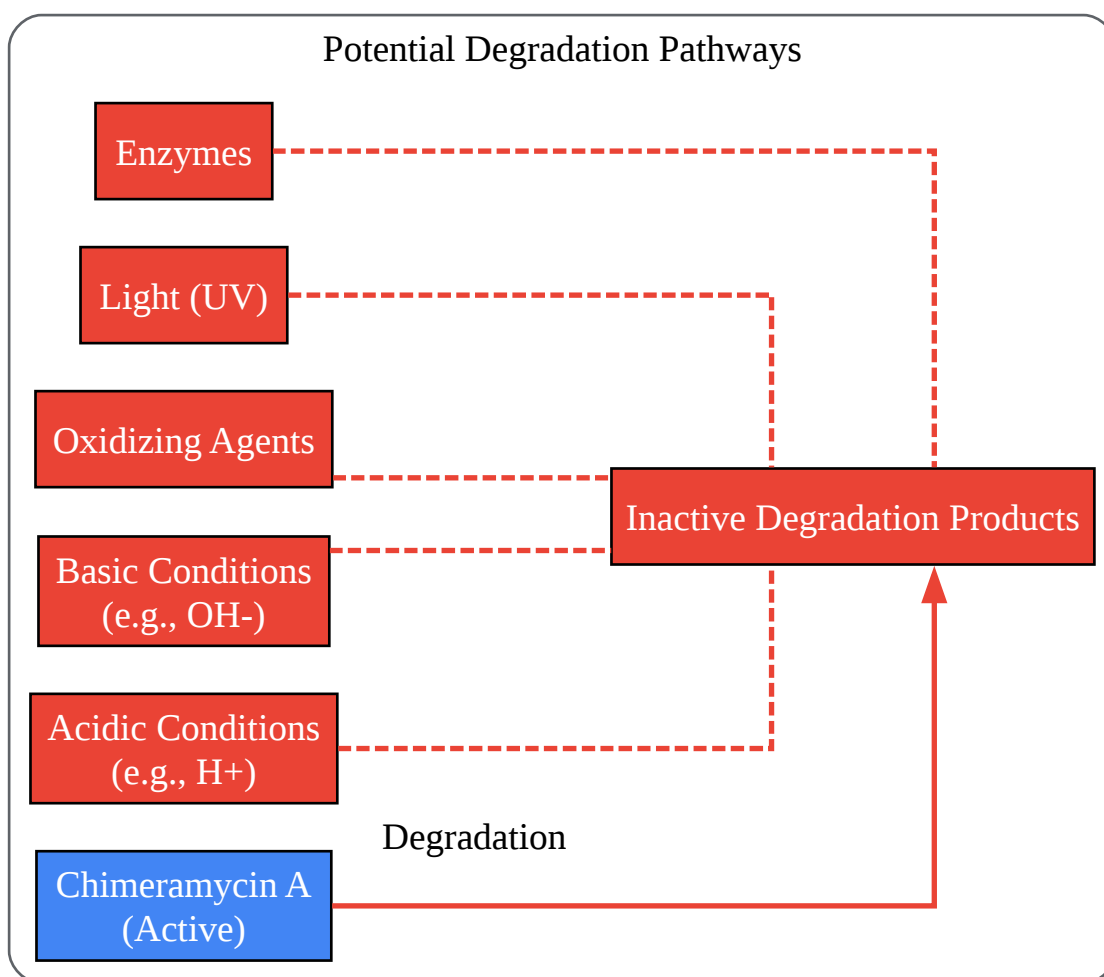 Potential Degradation Pathways
Enzymes
Light (UV)
Oxidizing Agents
Inactive Degradation Products
Basic Conditions
(e.g., OH-)
Acidic Conditions
(e.g., H+)
Degradation
Chimeramycin A
(Active)